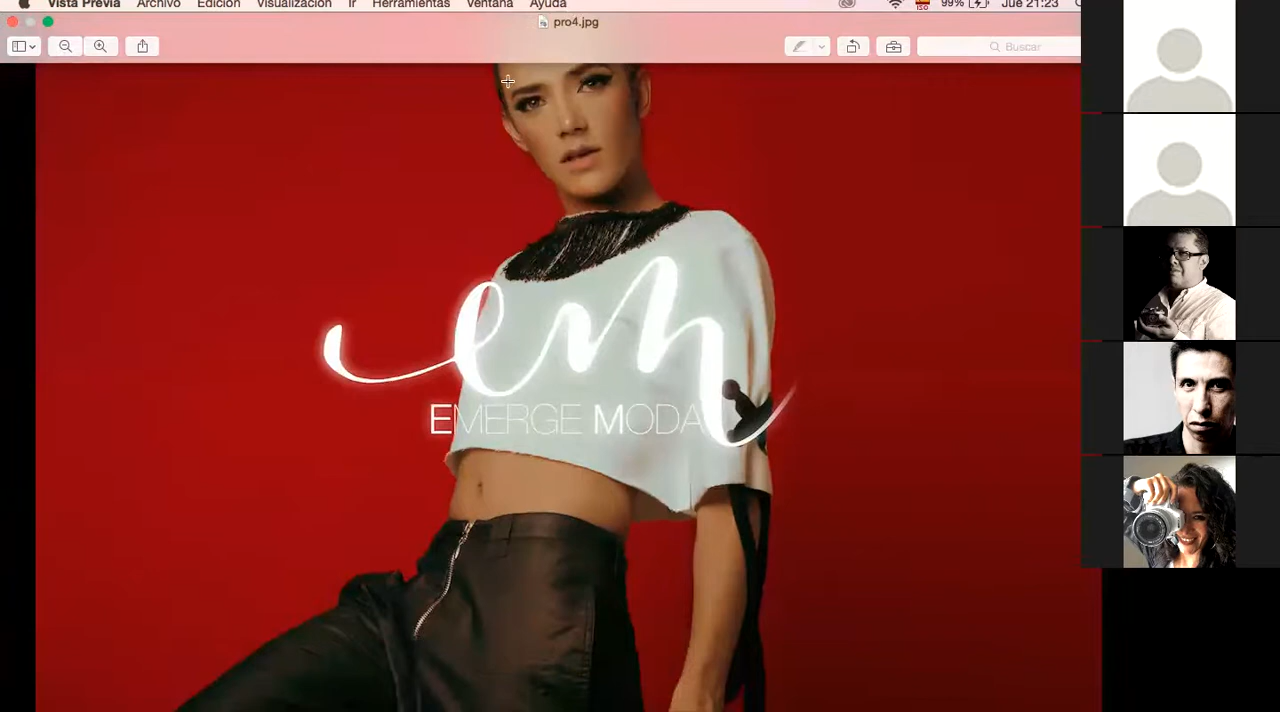 Vista Previa Archivo Edición Visualización Ir Herramientas Ventana Ayuda 99% Jue 21:23
ISO
pro4.jpg
Buscar
em
EMERGE MODA